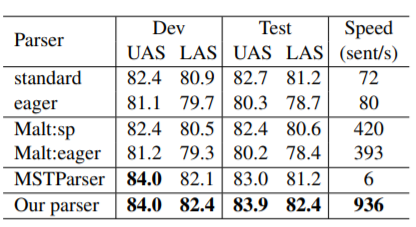 Parser Dev Test Speed
UAS LAS UAS LAS (sent/s)
standard 82.4 80.9 82.7 81.2 72
eager 81.1 79.7 80.3 78.7 80
Malt:sp 82.4 80.5 82.4 80.6 420
Malt:eager 81.2 79.3 80.2 78.4 393
MSTParser 84.0 82.1 83.0 81.2 6
Our parser 84.0 82.4 83.9 82.4 936